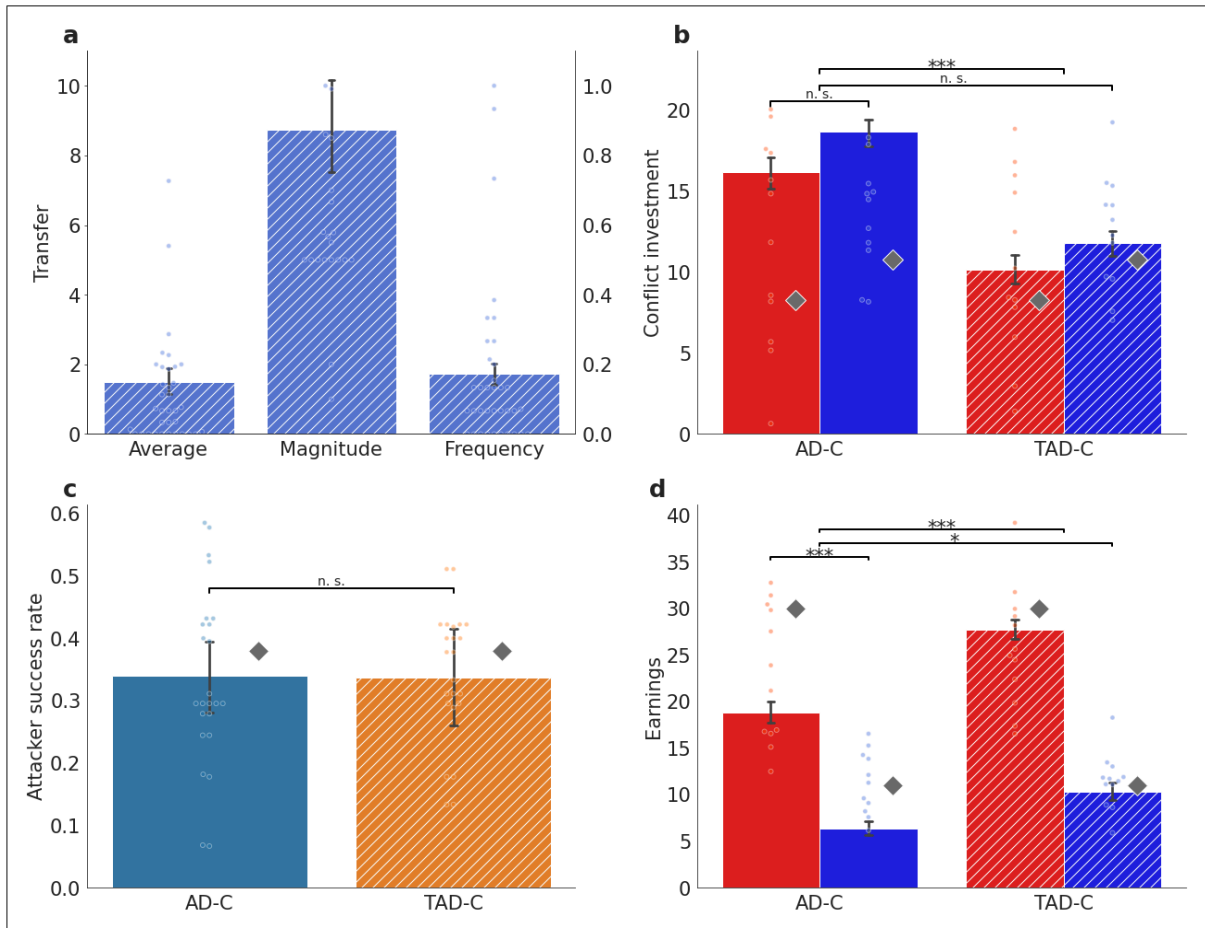 a
Transfer
10
8
6
4
2
0
1.0
0.8
0.6
0.4
0.2
0.0
Average
Magnitude
Frequency
b
Conflict investment
20
15
10
5
0
***
n. s.
n. s.
AD-C
TAD-C
c
Attacker success rate
0.6
0.5
0.4
0.3
0.2
0.1
0.0
n. s.
AD-C
TAD-C
d
Earnings
40
35
30
25
20
15
10
5
0
***
*
***
AD-C
TAD-C